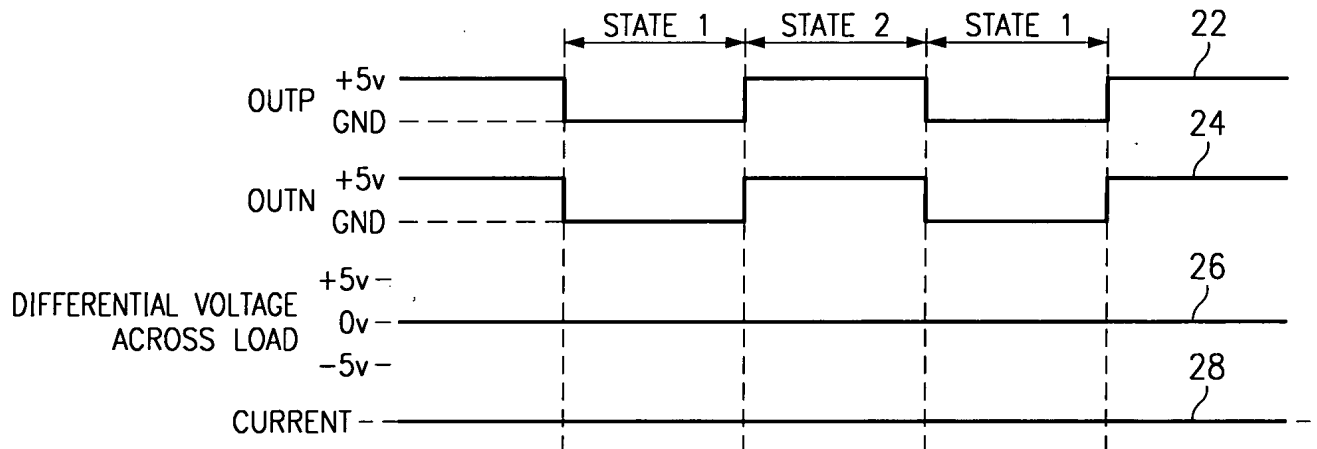 STATE 1 STATE 2 STATE 1 22
+5v
OUTP
GND
24
+5v
OUTN
GND
+5v
26
DIFFERENTIAL VOLTAGE
ACROSS LOAD
0v
-5v
28
CURRENT